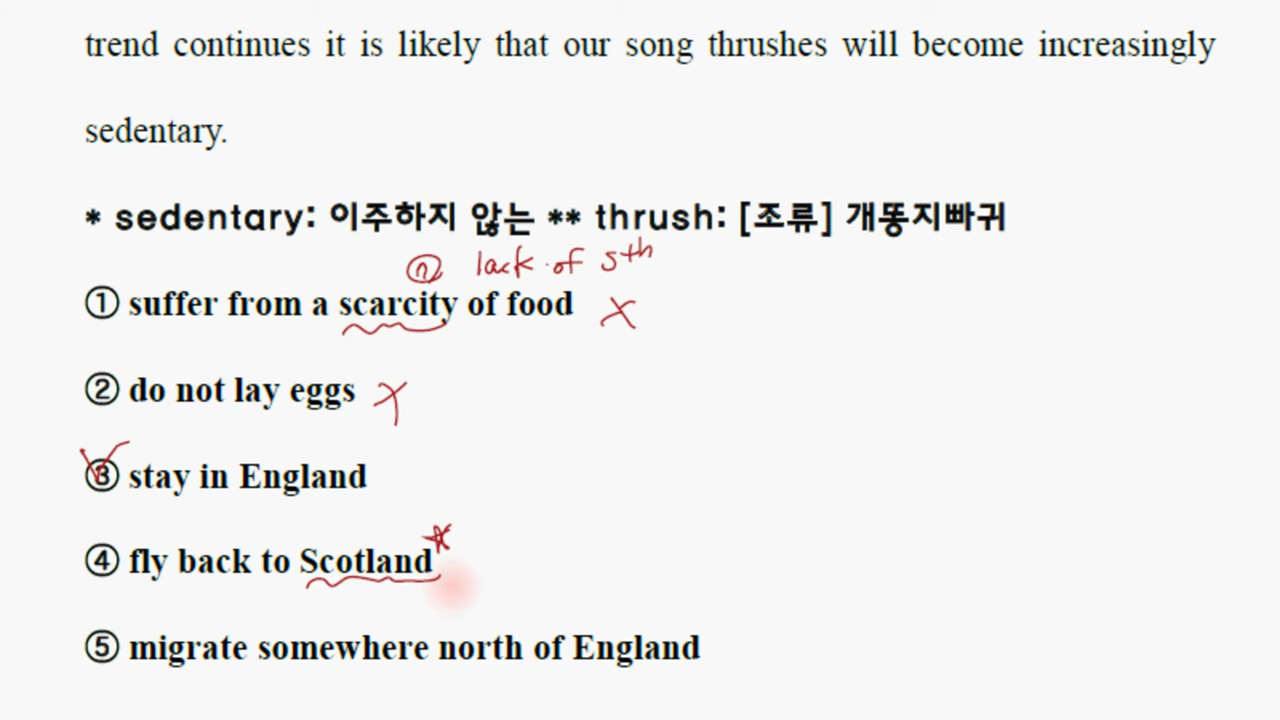 trend continues it is likely that our song thrushes will become increasingly
sedentary.
* sedentary: 이주하지 않는 ** thrush: [조류] 개똥지빠귀
ⓝ lack of sth
① suffer from a scarcity of food
② do not lay eggs
③ stay in England
④ fly back to Scotland
⑤ migrate somewhere north of England